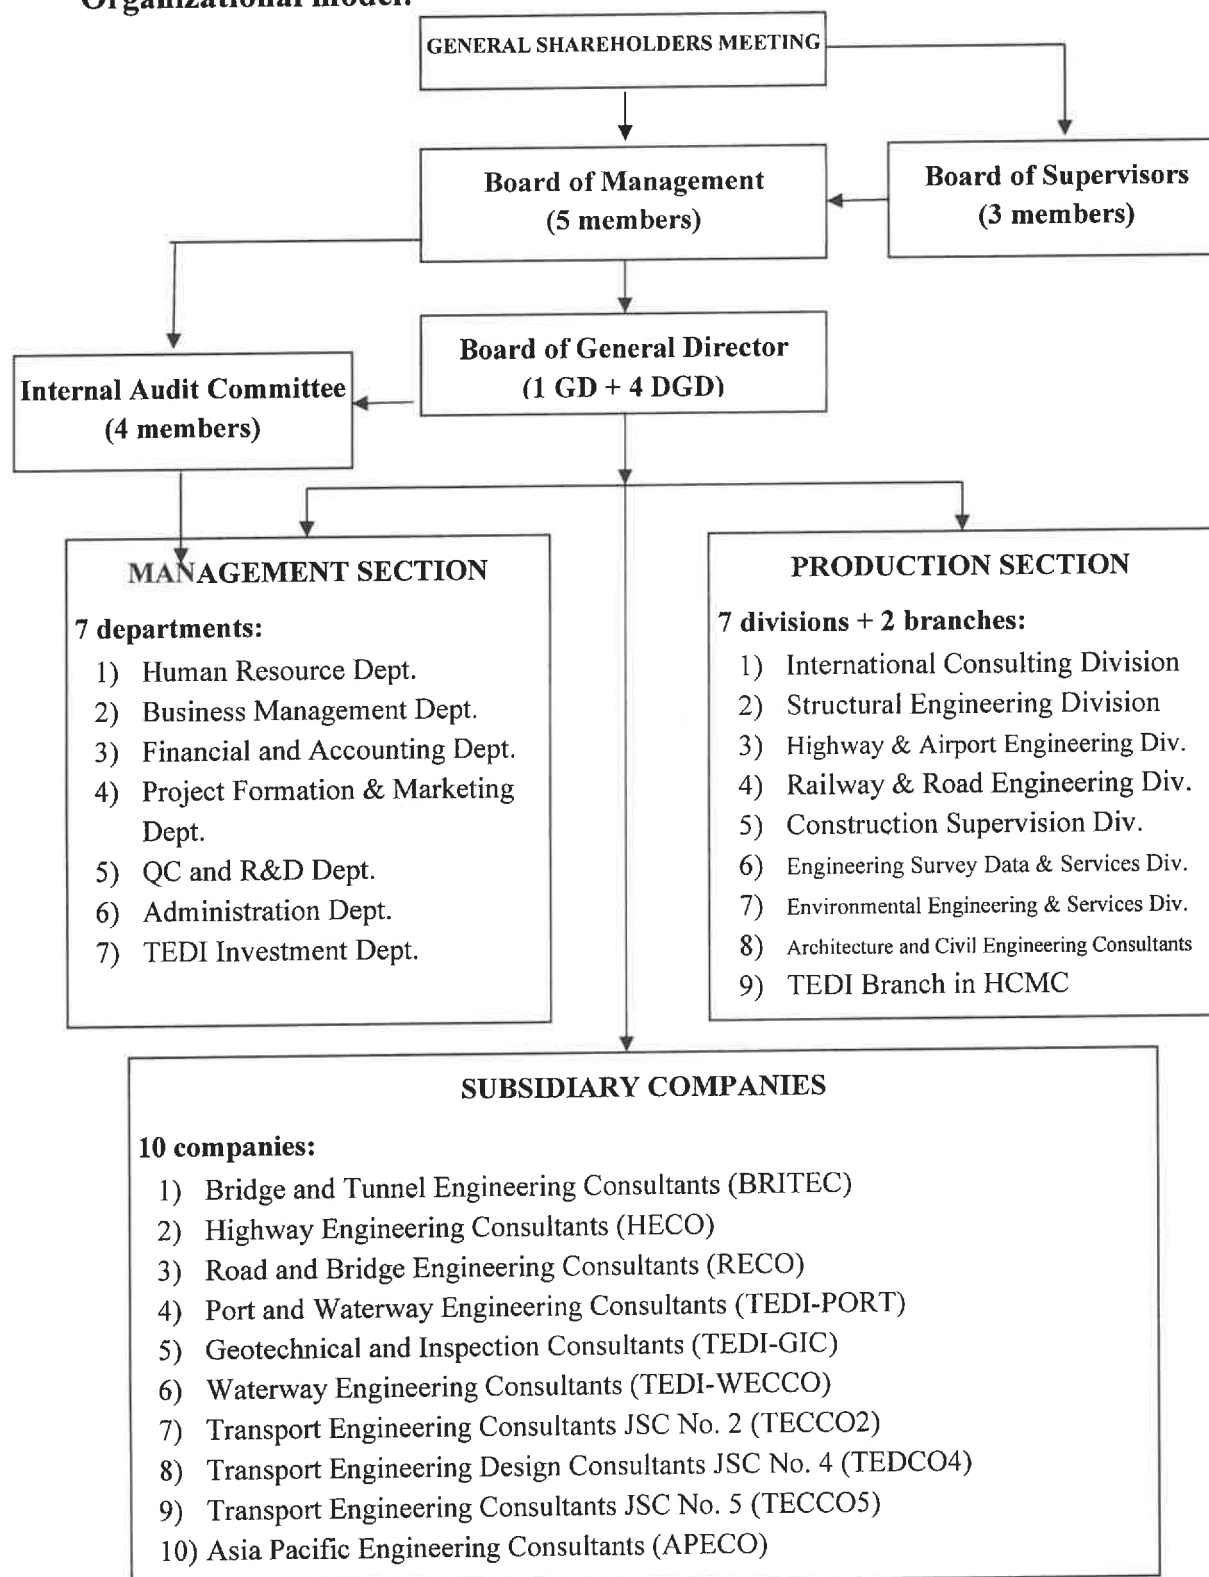 Organizational model:
GENERAL SHAREHOLDERS MEETING
Board of Management
(5 members)
Board of Supervisors
(3 members)
Board of General Director
(1 GD + 4 DGD)
Internal Audit Committee
(4 members)
MANAGEMENT SECTION
7 departments:
1) Human Resource Dept.
2) Business Management Dept.
3) Financial and Accounting Dept.
4) Project Formation & Marketing
Dept.
5) QC and R&D Dept.
6) Administration Dept.
7) TEDI Investment Dept.
PRODUCTION SECTION
7 divisions + 2 branches:
1) International Consulting Division
2) Structural Engineering Division
3) Highway & Airport Engineering Div.
4) Railway & Road Engineering Div.
5) Construction Supervision Div.
6) Engineering Survey Data & Services Div.
7) Environmental Engineering & Services Div.
8) Architecture and Civil Engineering Consultants
9) TEDI Branch in HCMC
SUBSIDIARY COMPANIES
10 companies:
1) Bridge and Tunnel Engineering Consultants (BRITEC)
2) Highway Engineering Consultants (HECO)
3) Road and Bridge Engineering Consultants (RECO)
4) Port and Waterway Engineering Consultants (TEDI-PORT)
5) Geotechnical and Inspection Consultants (TEDI-GIC)
6) Waterway Engineering Consultants (TEDI-WECCO)
7) Transport Engineering Consultants JSC No. 2 (TECCO2)
8) Transport Engineering Design Consultants JSC No. 4 (TEDCO4)
9) Transport Engineering Consultants JSC No. 5 (TECCO5)
10) Asia Pacific Engineering Consultants (APECO)